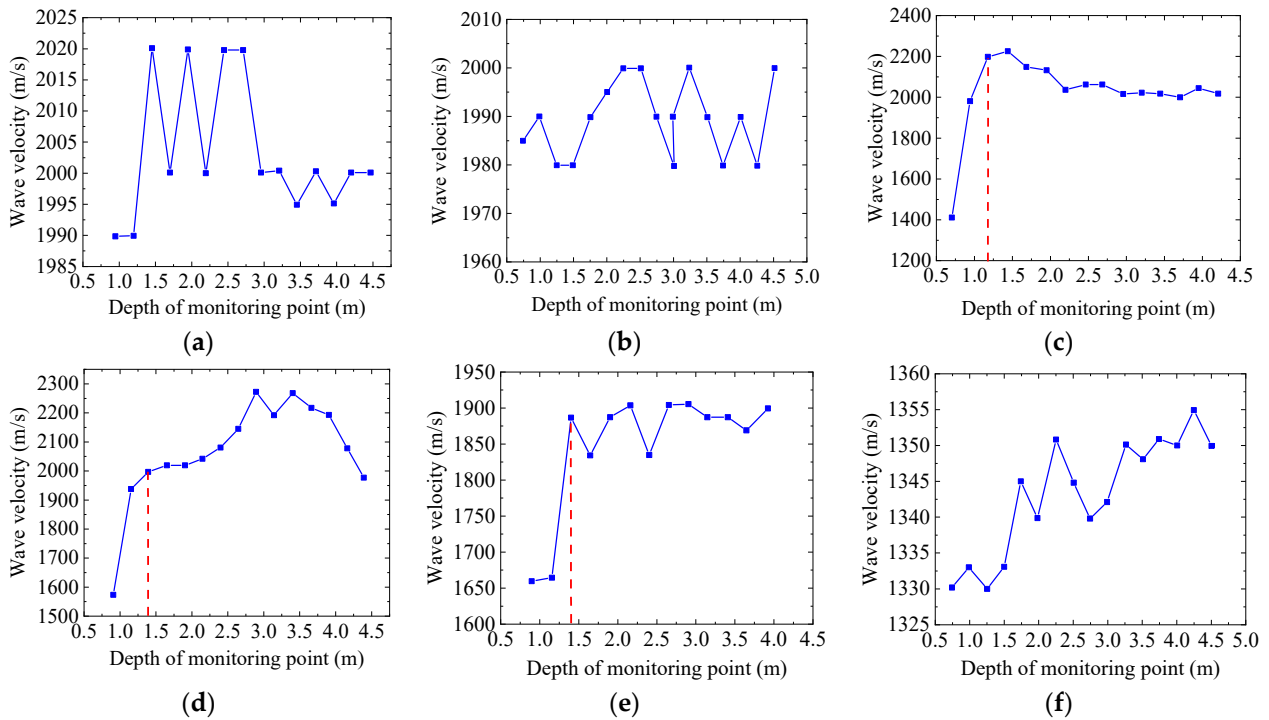 Wave velocity (m/s)
2025
2020
2015
2010
2005
2000
1995
1990
1985
0.5 1.0 1.5 2.0 2.5 3.0 3.5 4.0 4.5
Depth of monitoring point (m)
(a)
Wave velocity (m/s)
2010
2000
1990
1980
1970
1960
0.5 1.0 1.5 2.0 2.5 3.0 3.5 4.0 4.5 5.0
Depth of monitoring point (m)
(b)
Wave velocity (m/s)
2400
2200
2000
1800
1600
1400
1200
0.5 1.0 1.5 2.0 2.5 3.0 3.5 4.0 4.5
Depth of monitoring point (m)
(c)
Wave velocity (m/s)
2300
2200
2100
2000
1900
1800
1700
1600
1500
0.5 1.0 1.5 2.0 2.5 3.0 3.5 4.0 4.5
Depth of monitoring point (m)
(d)
Wave velocity (m/s)
1950
1900
1850
1800
1750
1700
1650
1600
0.5 1.0 1.5 2.0 2.5 3.0 3.5 4.0 4.5
Depth of monitoring point (m)
(e)
Wave velocity (m/s)
1360
1355
1350
1345
1340
1335
1330
1325
0.5 1.0 1.5 2.0 2.5 3.0 3.5 4.0 4.5 5.0
Depth of monitoring point (m)
(f)